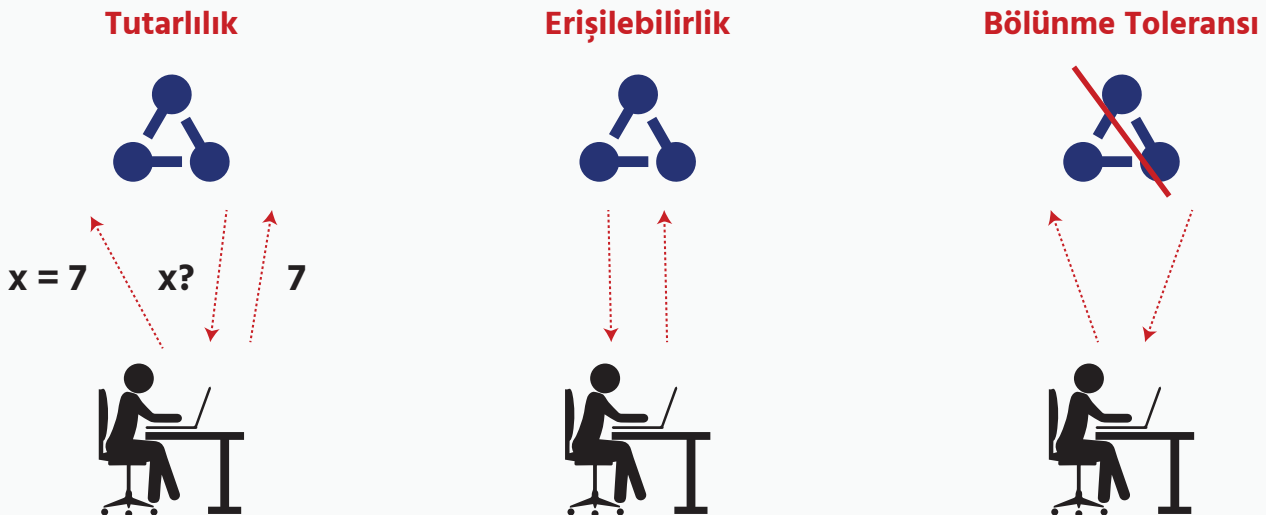 Tutarlılık
Erişilebilirlik
Bölünme Toleransı
x = 7
x?
7